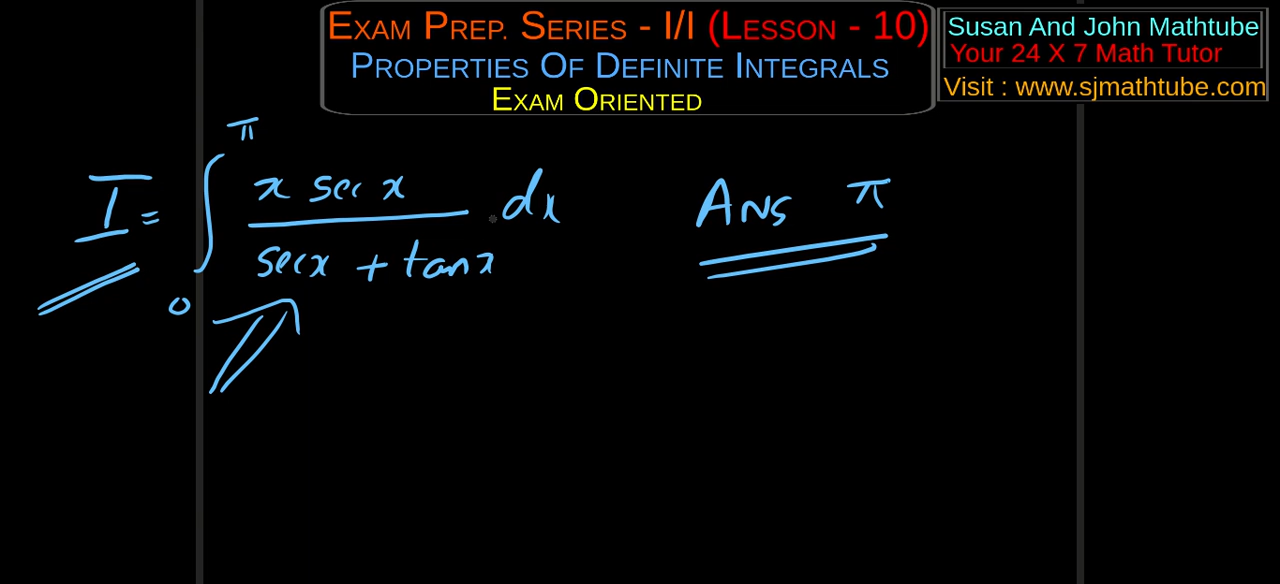 EXAM PREP. SERIES - I/I (LESSON - 10)
PROPERTIES OF DEFINITE INTEGRALS
EXAM ORIENTED
Susan And John Mathtube
Your 24 X 7 Math Tutor
Visit : www.sjmathtube.com
π
I = ∫ x sec x / sec x + tan x . dx
0
Ans π